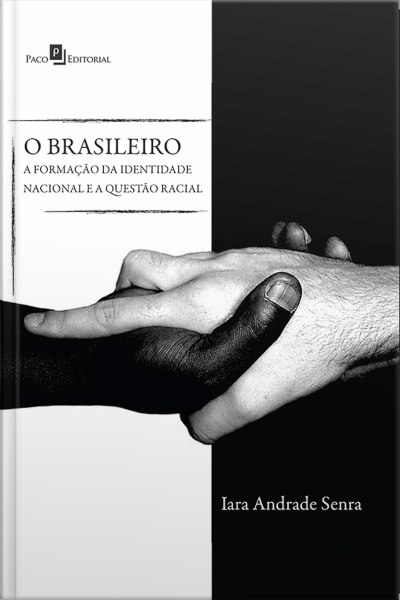 PACO EDITORIAL
O BRASILEIRO
A FORMAÇÃO DA IDENTIDADE
NACIONAL E A QUESTÃO RACIAL
Iara Andrade Senra